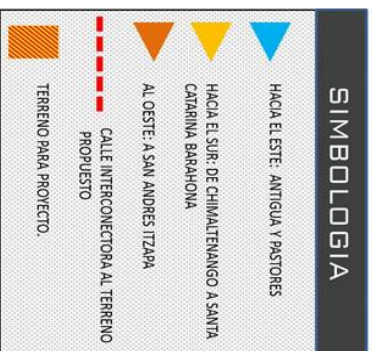 SIMBOLOGIA
HACIA EL ESTE: ANTIGUA Y PASTORES
HACIA EL SUR: DE CHIMALTENANGO A SANTA
CATARINA BARAHONA
AL OESTE: A SAN ANDRES ITZAPA
CALLE INTERCONECTORA AL TERRENO
PROPUESTO
TERRENO PARA PROYECTO.